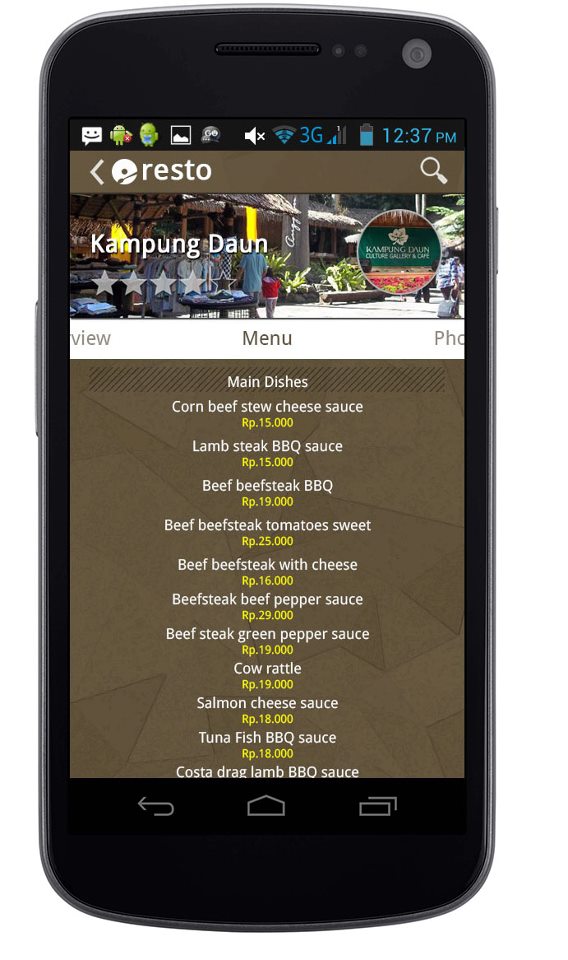 3G 12:37 PM
resto
Kampung Daun
KAMPUNG DAUN
CULTURE GALLERY & CAFE
rview Menu Pho
Main Dishes
Corn beef stew cheese sauce
Rp.15.000
Lamb steak BBQ sauce
Rp.15.000
Beef beefsteak BBQ
Rp.19.000
Beef beefsteak tomatoes sweet
Rp.25.000
Beef beefsteak with cheese
Rp.16.000
Beefsteak beef pepper sauce
Rp.29.000
Beef steak green pepper sauce
Rp.19.000
Cow rattle
Rp.19.000
Salmon cheese sauce
Rp.18.000
Tuna Fish BBQ sauce
Rp.18.000
Costa drag lamb BBQ sauce